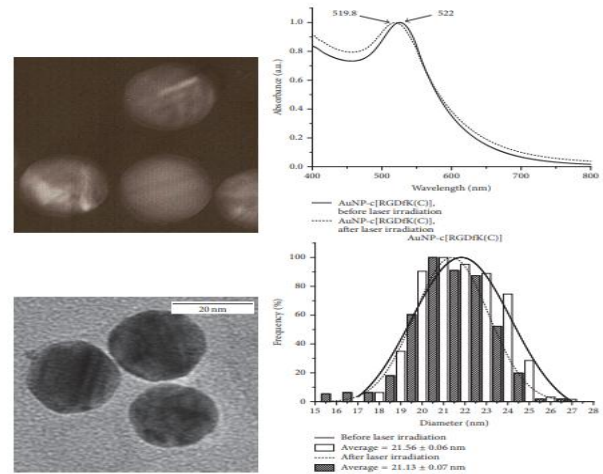 519.8 522
1.0
0.8
0.6
0.4
0.2
0.0
Absorbance (a.u.)
400 500 600 700 800
Wavelength (nm)
AuNP-c[RGDfK(C)],
before laser irradiation
AuNP-c[RGDfK(C)],
after laser irradiation
AuNP-c[RGDfK(C)]
20 nm
100
80
60
40
20
0
Frequency (%)
15 16 17 18 19 20 21 22 23 24 25 26 27 28
Diameter (nm)
Before laser irradiation
Average = 21.56 ± 0.06 nm
After laser irradiation
Average = 21.13 ± 0.07 nm